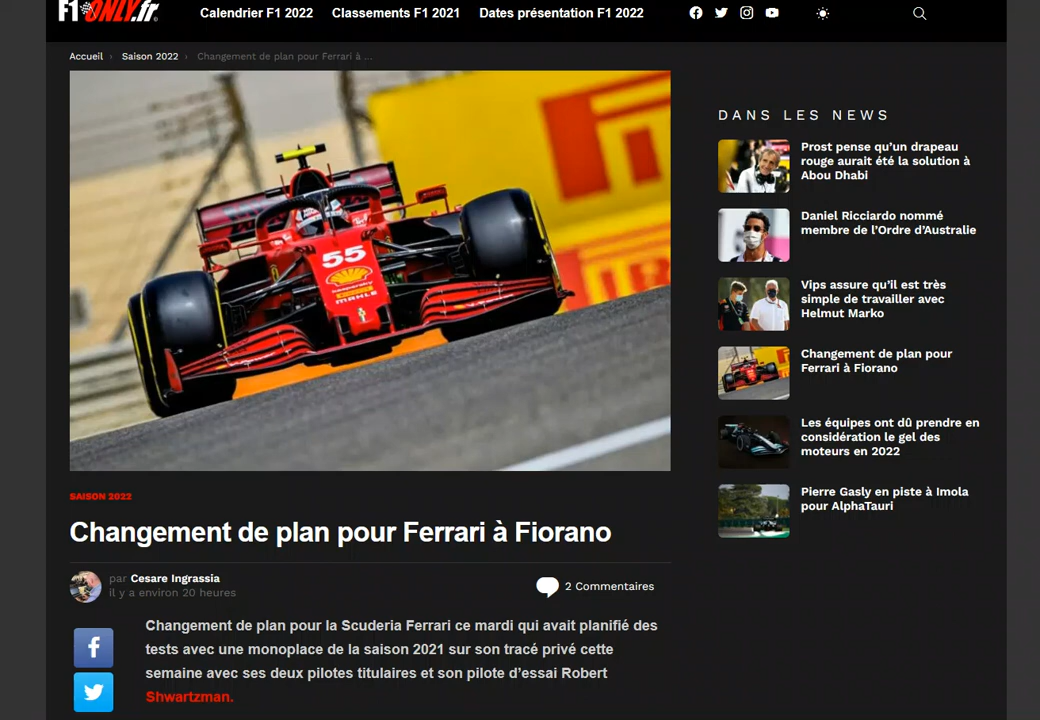 F1ONLY.fr
Calendrier F1 2022 Classements F1 2021 Dates présentation F1 2022
Accueil › Saison 2022 › Changement de plan pour Ferrari à ...
F1
55
MAHLE
SAISON 2022
Changement de plan pour Ferrari à Fiorano
par Cesare Ingrassia
il y a environ 20 heures
2 Commentaires
Changement de plan pour la Scuderia Ferrari ce mardi qui avait planifié des
tests avec une monoplace de la saison 2021 sur son tracé privé cette
semaine avec ses deux pilotes titulaires et son pilote d'essai Robert
Shwartzman.
DANS LES NEWS
Prost pense qu'un drapeau
rouge aurait été la solution à
Abou Dhabi
Daniel Ricciardo nommé
membre de l'Ordre d'Australie
Vips assure qu'il est très
simple de travailler avec
Helmut Marko
Changement de plan pour
Ferrari à Fiorano
Les équipes ont dû prendre en
considération le gel des
moteurs en 2022
Pierre Gasly en piste à Imola
pour AlphaTauri